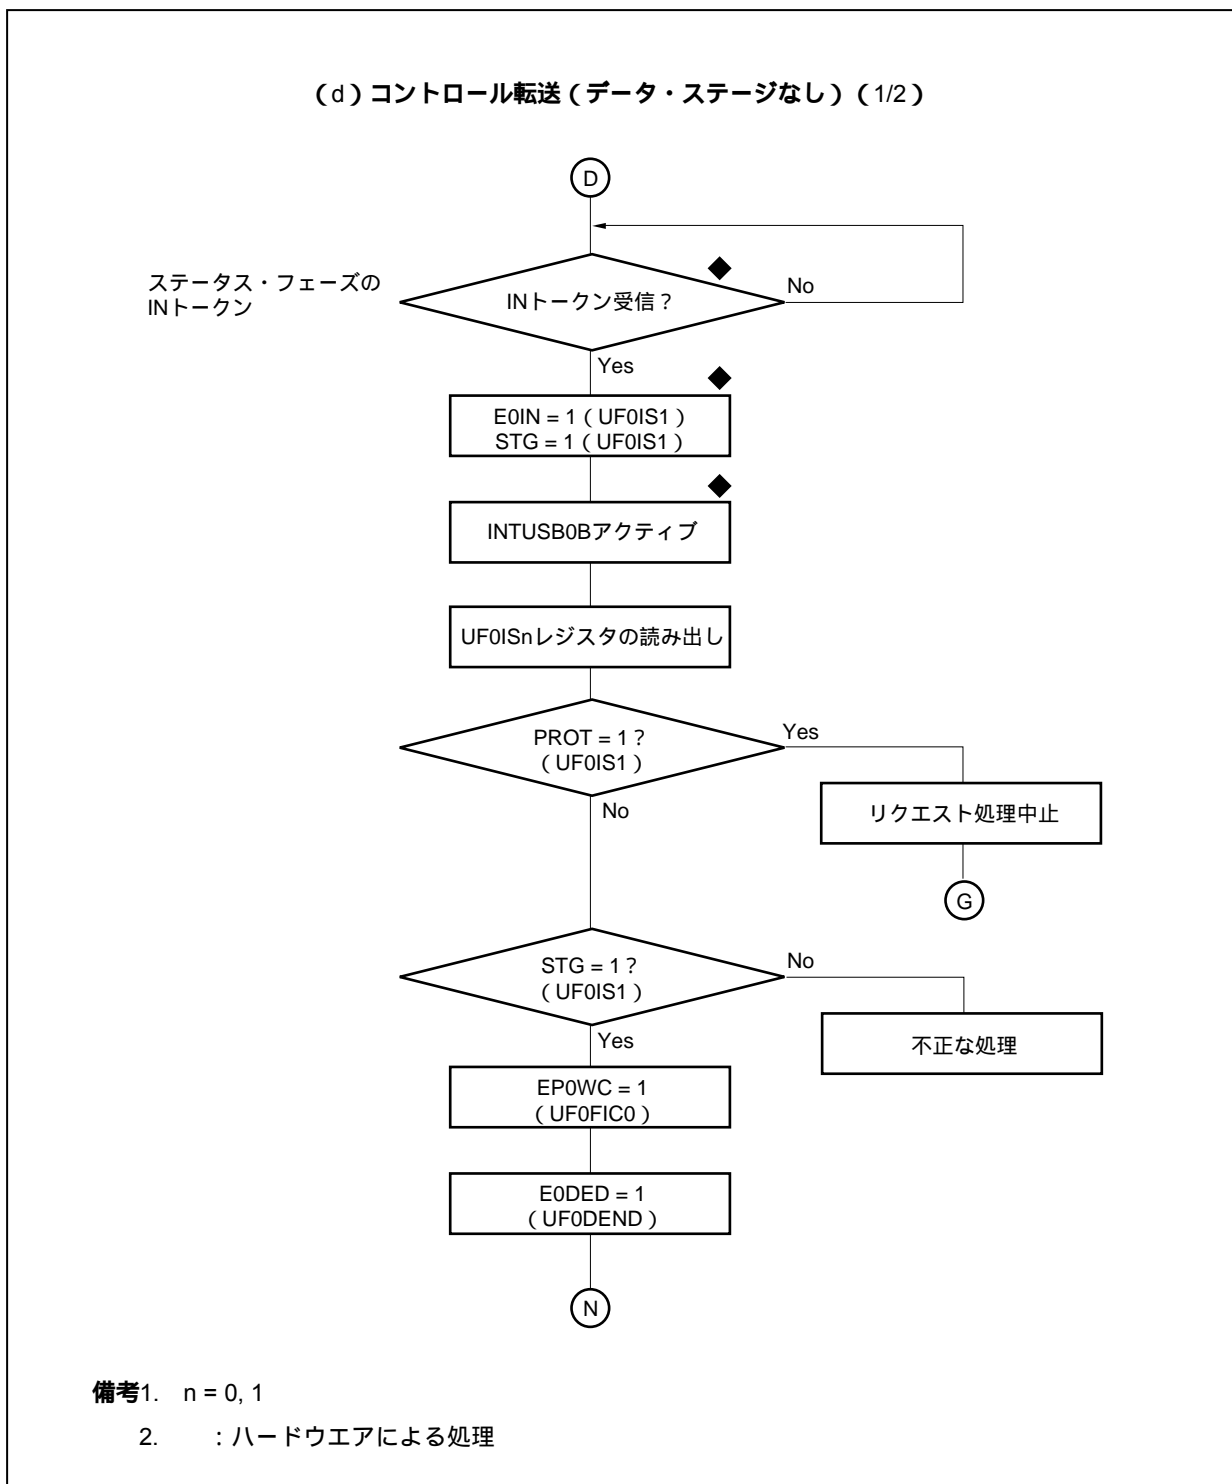 （d）コントロール転送（データ・ステージなし）（1/2）
D
ステータス・フェーズの
INトークン
INトークン受信？
No
Yes
E0IN = 1（UF0IS1）
STG = 1（UF0IS1）
INTUSB0Bアクティブ
UF0ISnレジスタの読み出し
PROT = 1？
（UF0IS1）
Yes
No
リクエスト処理中止
G
STG = 1？
（UF0IS1）
No
Yes
不正な処理
EP0WC = 1
（UF0FIC0）
E0DED = 1
（UF0DEND）
N
備考1. n = 0, 1
2. ：ハードウエアによる処理